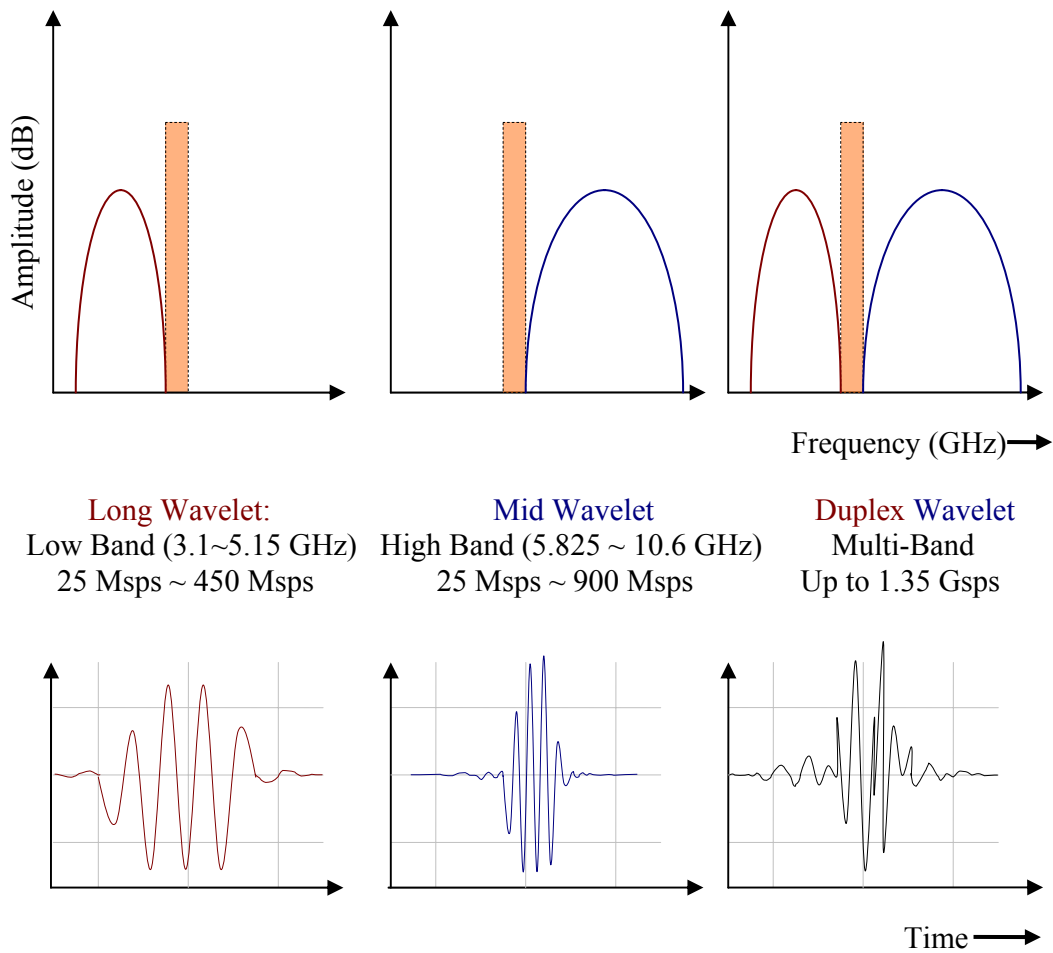 Amplitude (dB)
Frequency (GHz)
Long Wavelet:
Low Band (3.1~5.15 GHz)
25 Msps ~ 450 Msps
Mid Wavelet
High Band (5.825 ~ 10.6 GHz)
25 Msps ~ 900 Msps
Duplex Wavelet
Multi-Band
Up to 1.35 Gsps
Time